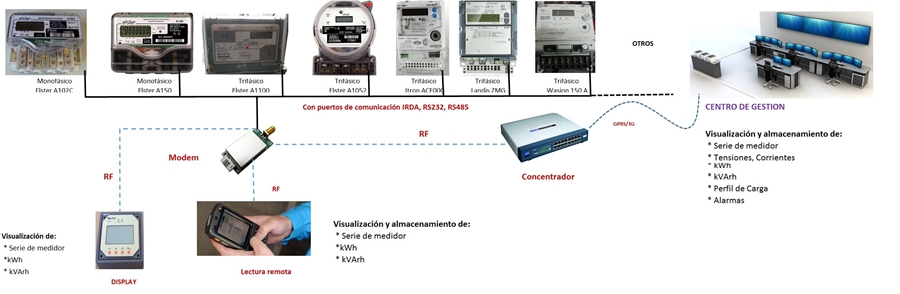 OTROS
Monofásico
Elster A102C
Monofásico
Elster A150
Trifásico
Elster A1100
Trifásico
Elster A1052
Trifásico
Itron ACE000
Trifásico
Landis ZMG
Trifásico
Wasion 150 A
Con puertos de comunicación IRDA, RS232, RS485
CENTRO DE GESTION
GPRS/3G
RF
Modem
Concentrador
RF
RF
Visualización y almacenamiento de:
* Serie de medidor
* Tensiones, Corrientes
* kWh
* kVArh
* Perfil de Carga
* Alarmas
Visualización de:
* Serie de medidor
*kWh
* kVArh
DISPLAY
Lectura remota
Visualización y almacenamiento de:
* Serie de medidor
*kWh
* kVArh